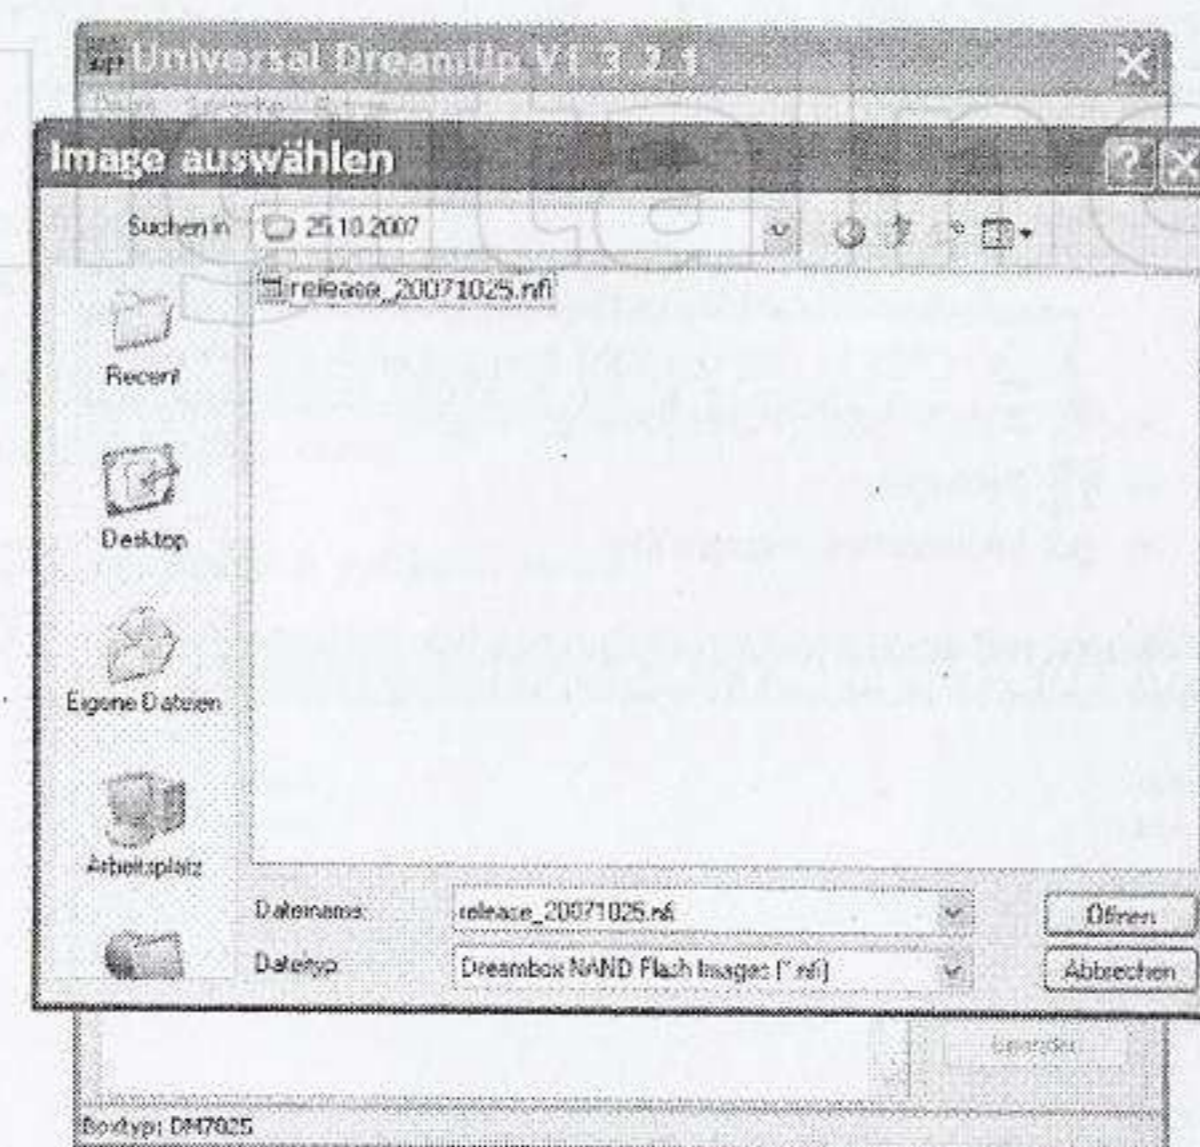 Universal DreamUp V1.3.2.1
Image auswählen
Suchen in
25.10.2007
release_20071025.nfi
Recent
Desktop
Eigene Dateien
Arbeitsplatz
Dateiname:
release_20071025.nfi
Öffnen
Dateityp
Dreambox NAND Flash Images (*.nfi)
Abbrechen
Boxtyp: DM7025